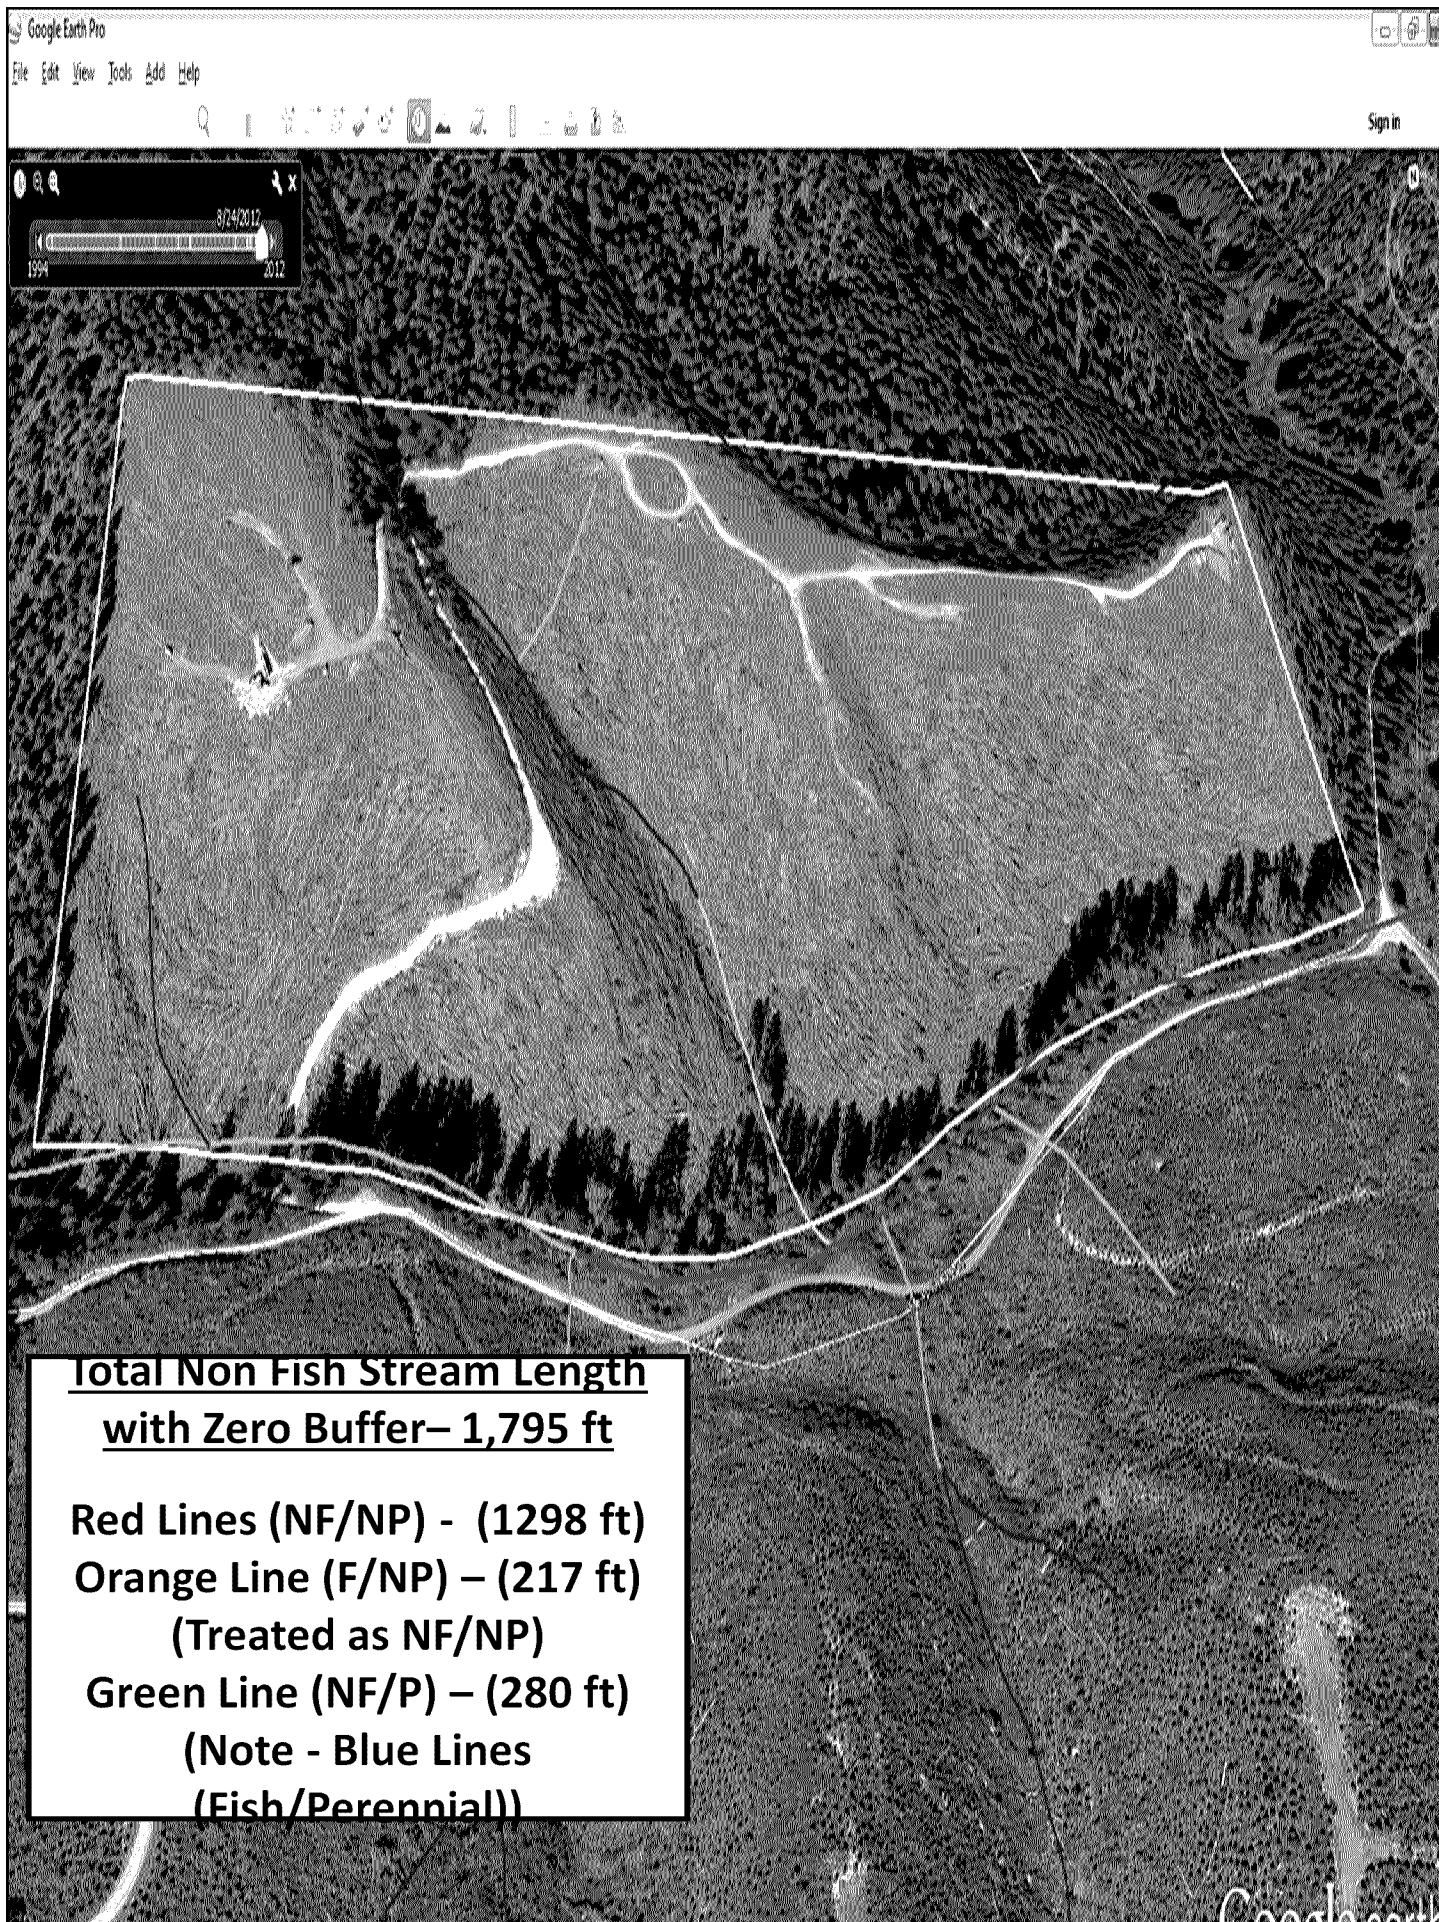 Google Earth Pro
File Edit View Tools Add Help
Sign in
8/24/2012
1994 2012
N
Total Non Fish Stream Length
with Zero Buffer– 1,795 ft
Red Lines (NF/NP) - (1298 ft)
Orange Line (F/NP) – (217 ft)
(Treated as NF/NP)
Green Line (NF/P) – (280 ft)
(Note - Blue Lines
(Fish/Perennial))
Google earth